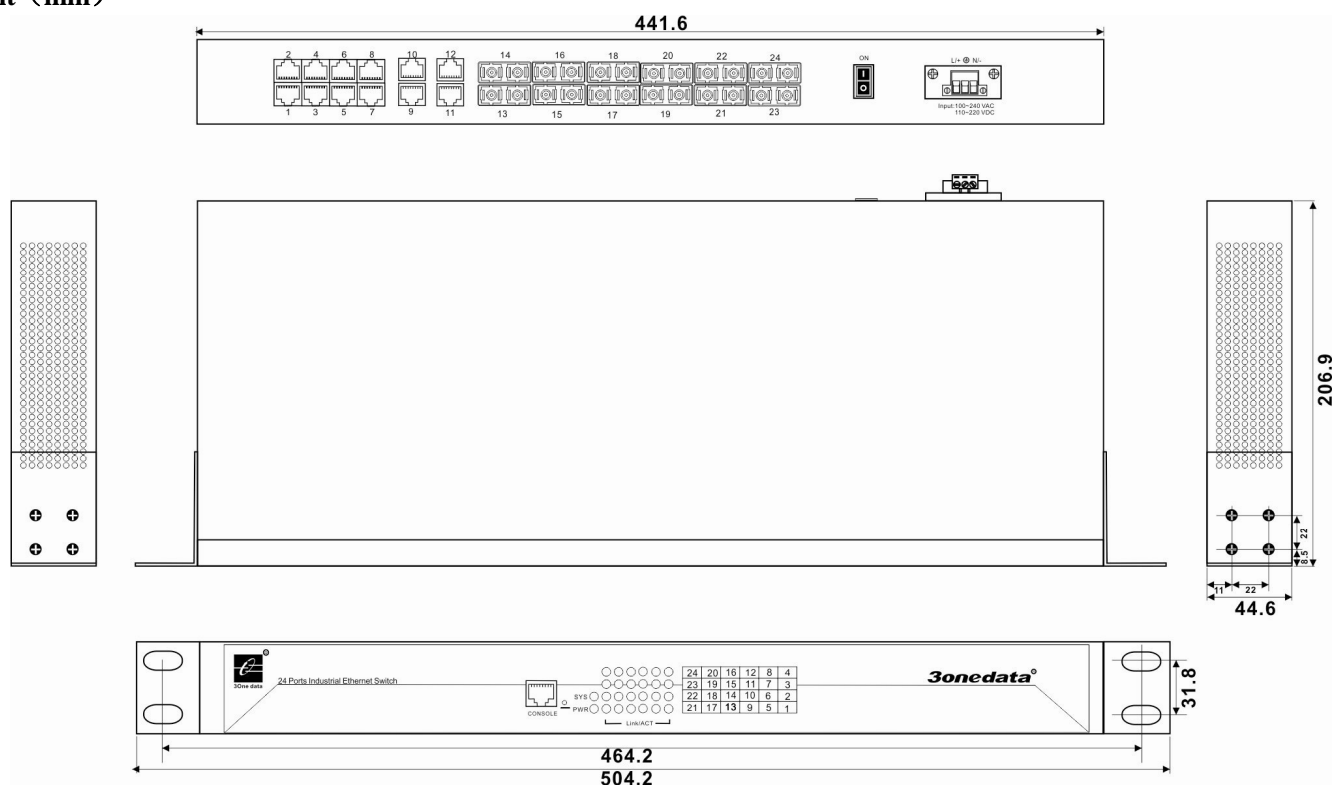 441.6
2 4 6 8 10 12 14 16 18 20 22 24
ON
L/+ N/-
Input:100~240 VAC
110~220 VDC
1 3 5 7 9 11 13 15 17 19 21 23
206.9
22
8.5
11 22
44.6
3One data
24 Ports Industrial Ethernet Switch
CONSOLE
SYS
PWR
Link/ACT
24 20 16 12 8 4
23 19 15 11 7 3
22 18 14 10 6 2
21 17 13 9 5 1
3onedata
31.8
464.2
504.2